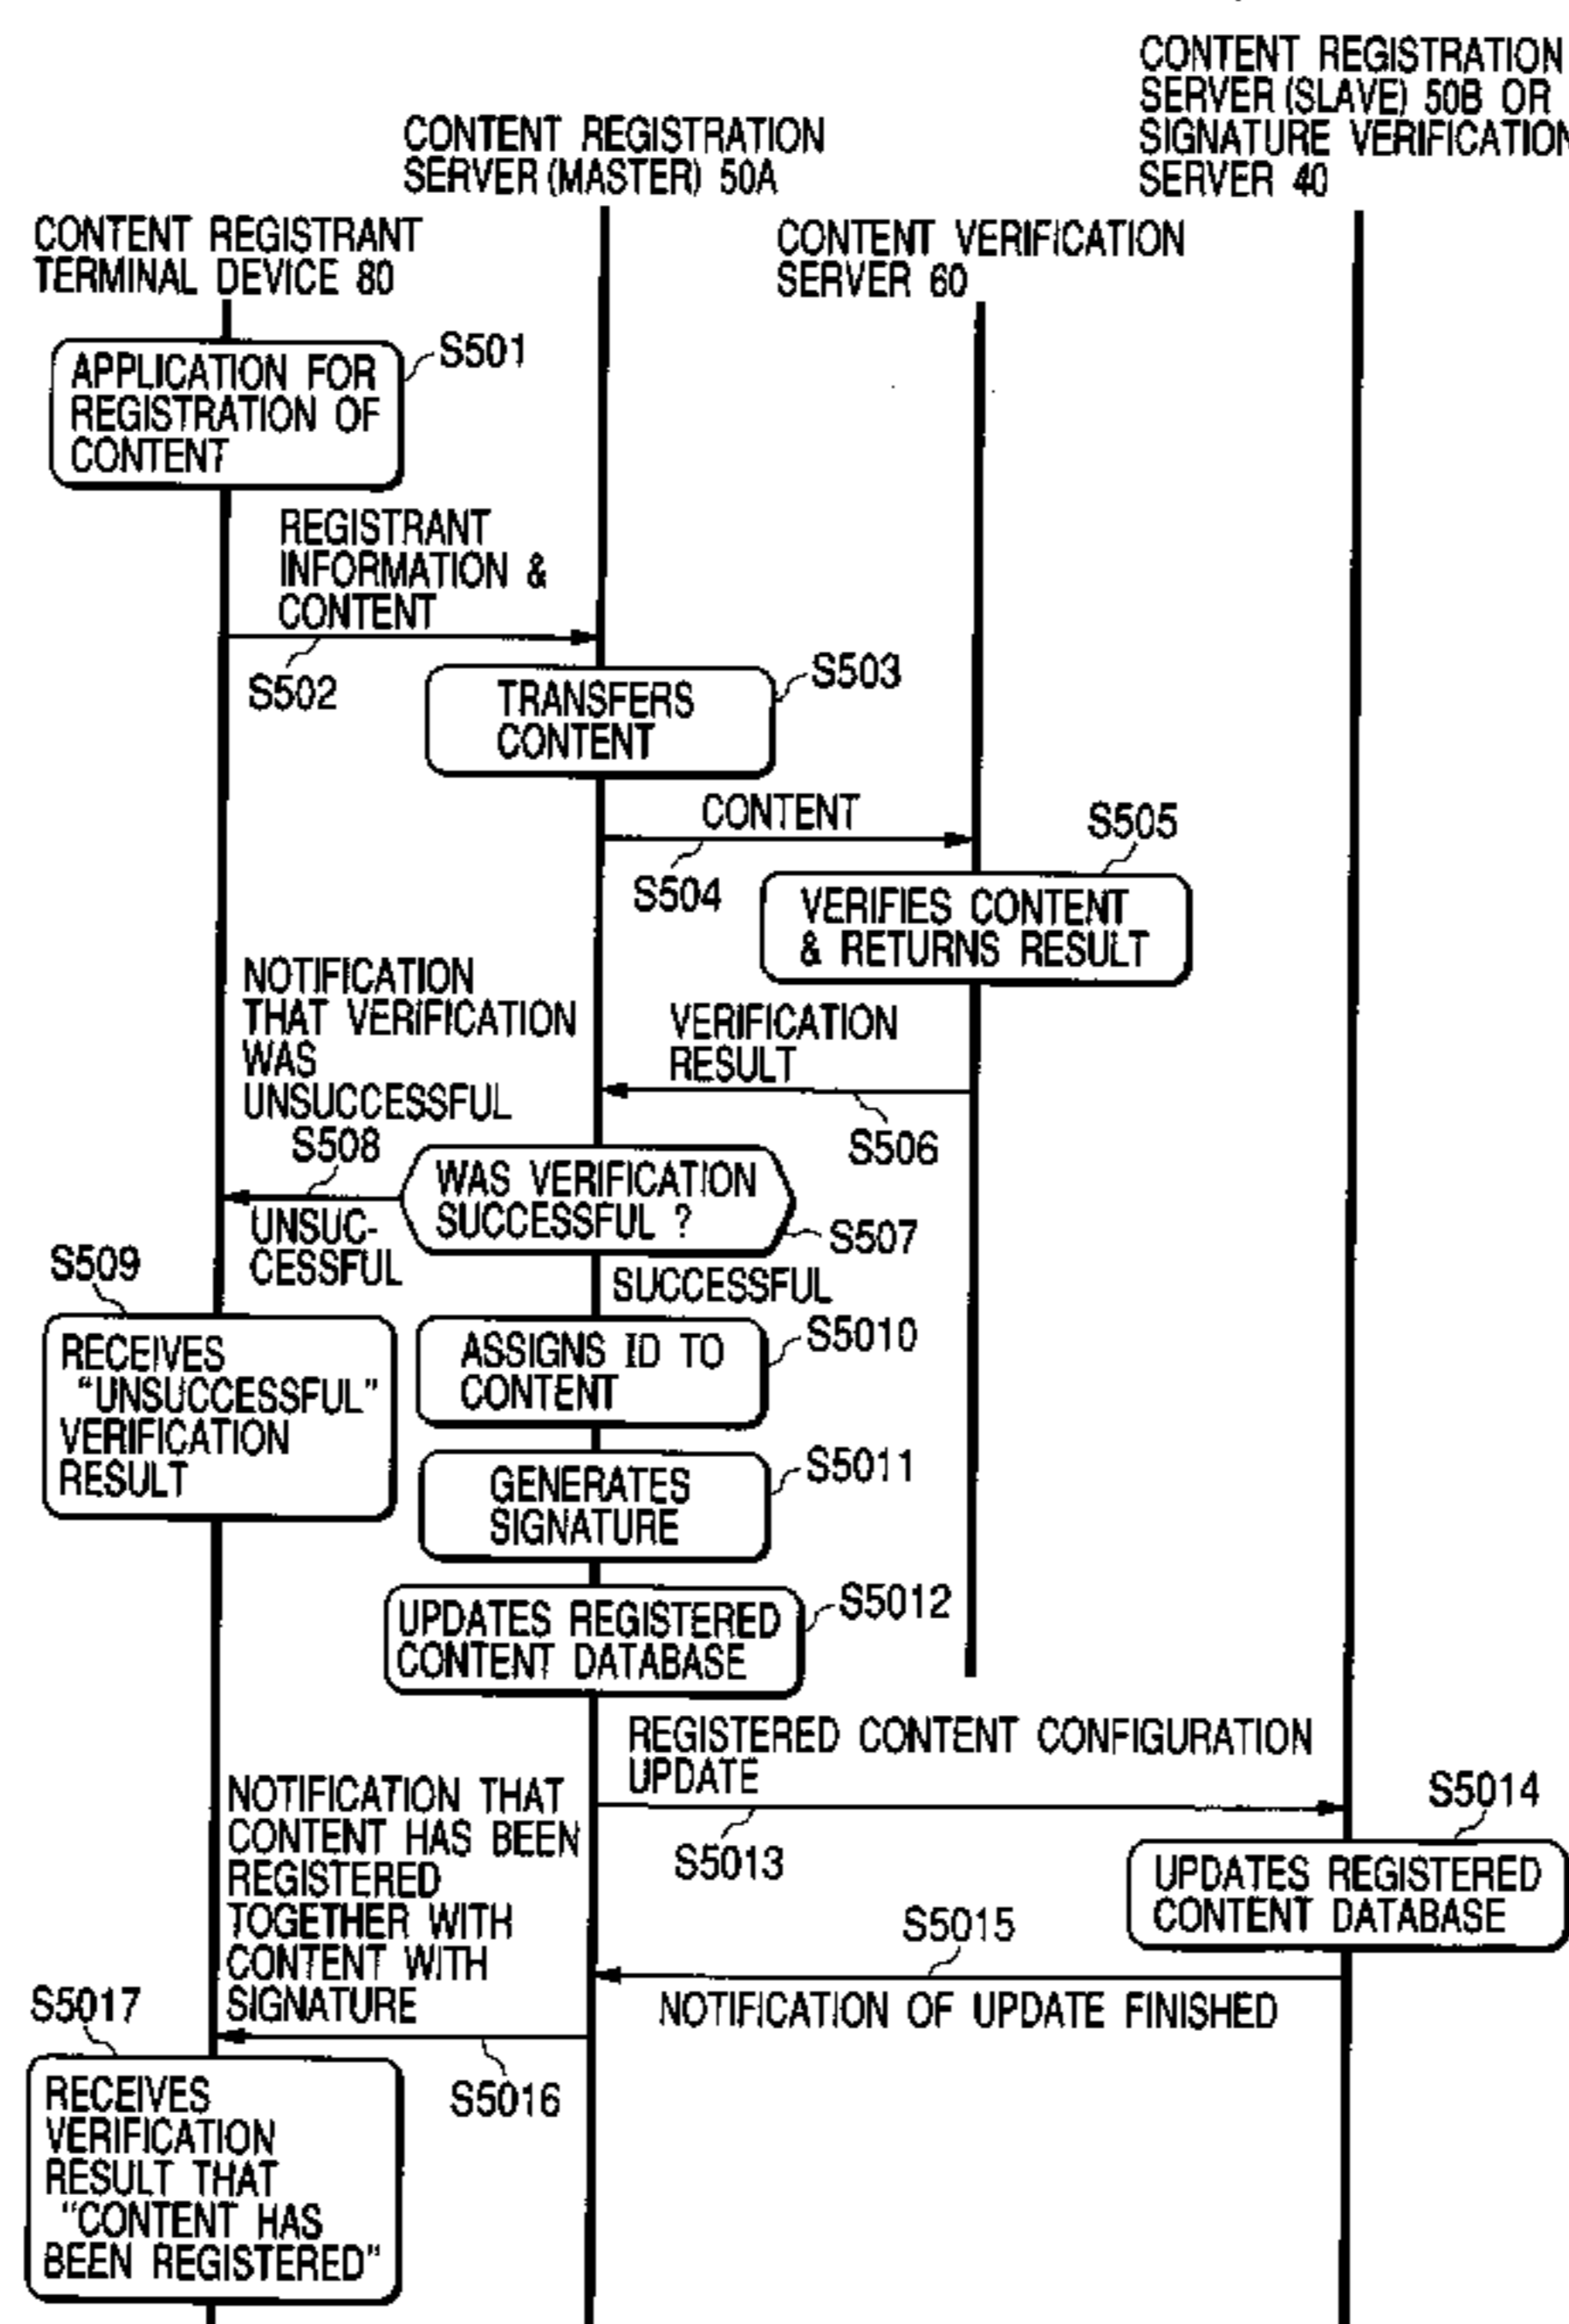 CONTENT REGISTRATION
SERVER (SLAVE) 50B OR
SIGNATURE VERIFICATION
SERVER 40
CONTENT REGISTRATION
SERVER (MASTER) 50A
CONTENT REGISTRANT
TERMINAL DEVICE 80
CONTENT VERIFICATION
SERVER 60
S501
APPLICATION FOR
REGISTRATION OF
CONTENT
REGISTRANT
INFORMATION &
CONTENT
S502
S503
TRANSFERS
CONTENT
CONTENT
S504
S505
VERIFIES CONTENT
& RETURNS RESULT
NOTIFICATION
THAT VERIFICATION
WAS
UNSUCCESSFUL
VERIFICATION
RESULT
S506
S508
UNSUC-
CESSFUL
WAS VERIFICATION
SUCCESSFUL ?
S507
SUCCESSFUL
S509
RECEIVES
"UNSUCCESSFUL"
VERIFICATION
RESULT
ASSIGNS ID TO
CONTENT
S5010
GENERATES
SIGNATURE
S5011
UPDATES REGISTERED
CONTENT DATABASE
S5012
REGISTERED CONTENT CONFIGURATION
UPDATE
S5013
S5014
UPDATES REGISTERED
CONTENT DATABASE
S5015
NOTIFICATION OF UPDATE FINISHED
NOTIFICATION THAT
CONTENT HAS BEEN
REGISTERED
TOGETHER WITH
CONTENT WITH
SIGNATURE
S5016
S5017
RECEIVES
VERIFICATION
RESULT THAT
"CONTENT HAS
BEEN REGISTERED"